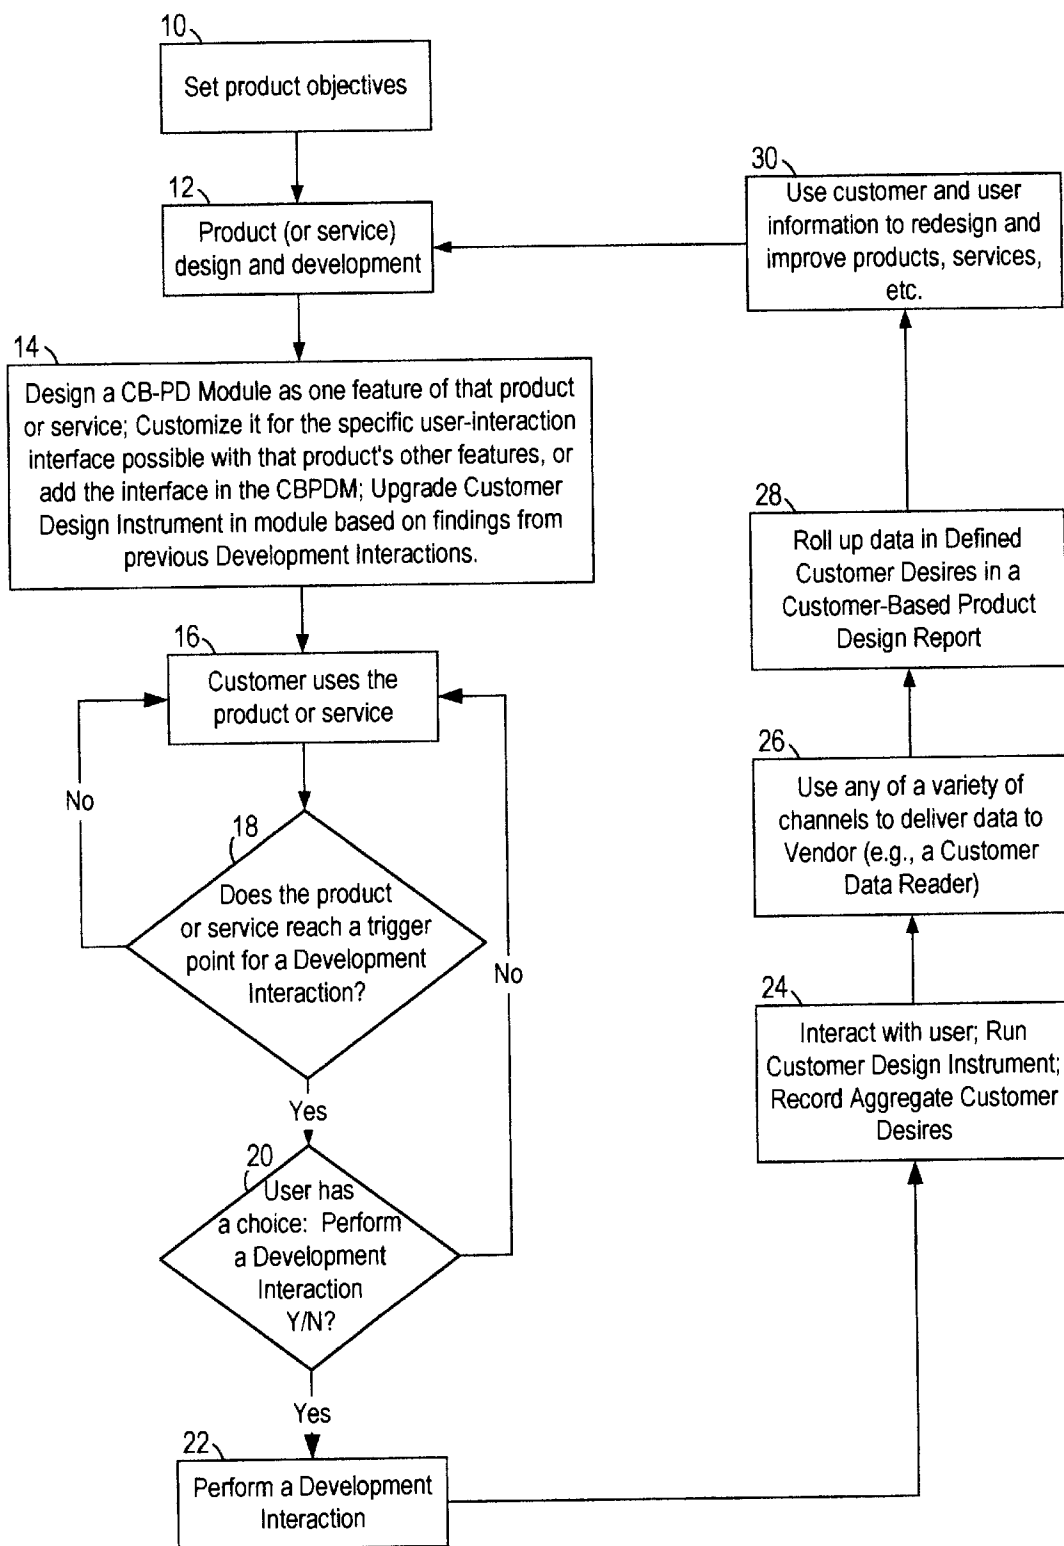 10
Set product objectives
12
Product (or service)
design and development
14
Design a CB-PD Module as one feature of that product
or service; Customize it for the specific user-interaction
interface possible with that product's other features, or
add the interface in the CBPDM; Upgrade Customer
Design Instrument in module based on findings from
previous Development Interactions.
16
Customer uses the
product or service
No
18
Does the product
or service reach a trigger
point for a Development
Interaction?
No
Yes
20
User has
a choice: Perform
a Development
Interaction
Y/N?
Yes
22
Perform a Development
Interaction
24
Interact with user; Run
Customer Design Instrument;
Record Aggregate Customer
Desires
26
Use any of a variety of
channels to deliver data to
Vendor (e.g., a Customer
Data Reader)
28
Roll up data in Defined
Customer Desires in a
Customer-Based Product
Design Report
30
Use customer and user
information to redesign and
improve products, services,
etc.